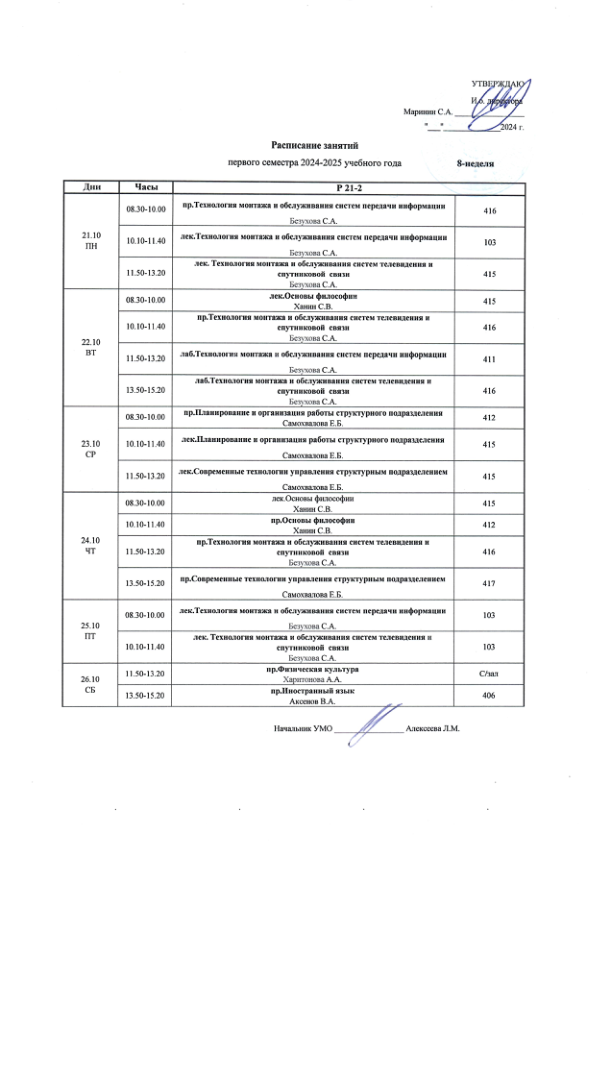 УТВЕРЖДАЮ
И.о. директора
Маринин С.А. __________________
"___"_______________2024 г.
Расписание занятий
первого семестра 2024-2025 учебного года 8-неделя
Дни Часы Р 21-2
21.10
ПН
08.30-10.00 пр.Технология монтажа и обслуживания систем передачи информации 416
Безухова С.А.
10.10-11.40 лек.Технология монтажа и обслуживания систем передачи информации 103
Безухова С.А.
11.50-13.20 лек. Технология монтажа и обслуживания систем телевидения и
спутниковой связи 415
Безухова С.А.
22.10
ВТ
08.30-10.00 лек.Основы философии 415
Ханин С.В.
10.10-11.40 пр.Технология монтажа и обслуживания систем телевидения и
спутниковой связи 416
Безухова С.А.
11.50-13.20 лаб.Технология монтажа и обслуживания систем передачи информации 411
Безухова С.А.
13.50-15.20 лаб.Технология монтажа и обслуживания систем телевидения и
спутниковой связи 416
Безухова С.А.
23.10
СР
08.30-10.00 пр.Планирование и организация работы структурного подразделения 412
Самохвалова Е.Б.
10.10-11.40 лек.Планирование и организация работы структурного подразделения 415
Самохвалова Е.Б.
11.50-13.20 лек.Современные технологии управления структурным подразделением 415
Самохвалова Е.Б.
24.10
ЧТ
08.30-10.00 лек.Основы философии 415
Ханин С.В.
10.10-11.40 пр.Основы философии 412
Ханин С.В.
11.50-13.20 пр.Технология монтажа и обслуживания систем телевидения и
спутниковой связи 416
Безухова С.А.
13.50-15.20 пр.Современные технологии управления структурным подразделением 417
Самохвалова Е.Б.
25.10
ПТ
08.30-10.00 лек.Технология монтажа и обслуживания систем передачи информации 103
Безухова С.А.
10.10-11.40 лек. Технология монтажа и обслуживания систем телевидения и
спутниковой связи 103
Безухова С.А.
26.10
СБ
11.50-13.20 пр.Физическая культура С/зал
Харитонова А.А.
13.50-15.20 пр.Иностранный язык 406
Аксенов В.А.
Начальник УМО __________________ Алексеева Л.М.